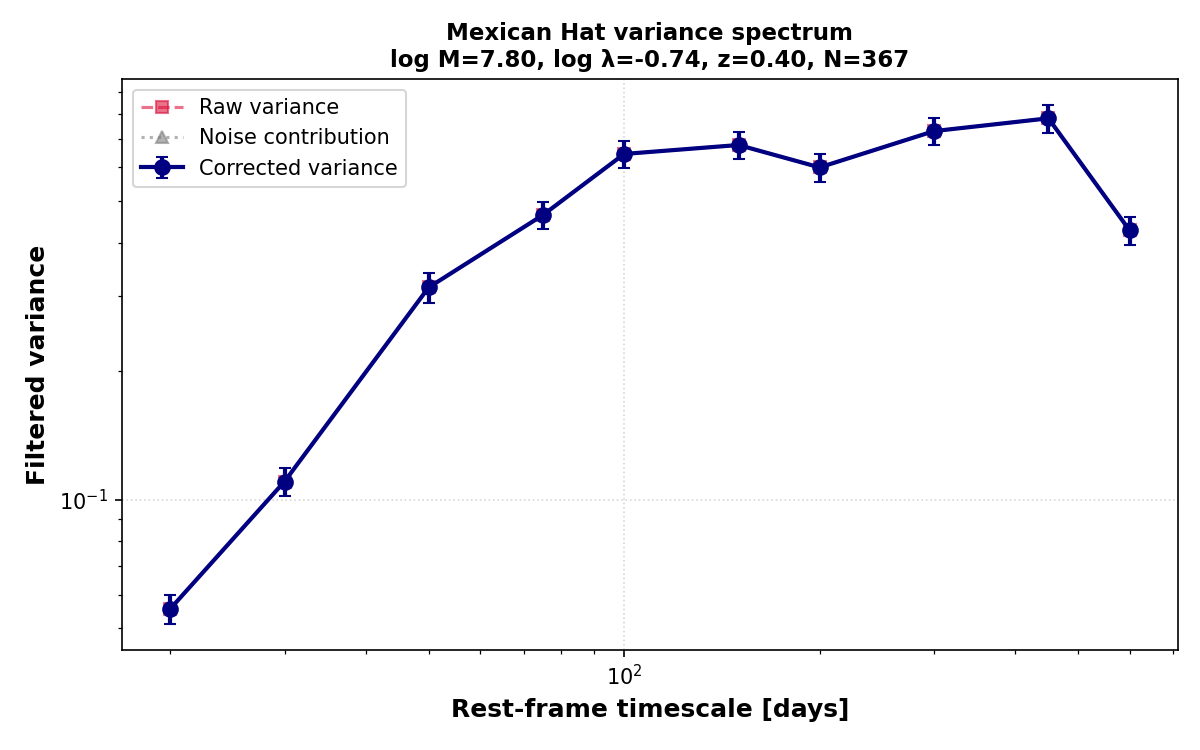 Mexican Hat variance spectrum
log M=7.80, log λ=-0.74, z=0.40, N=367
Raw variance
Noise contribution
Corrected variance
Filtered variance
10⁻¹
10²
Rest-frame timescale [days]